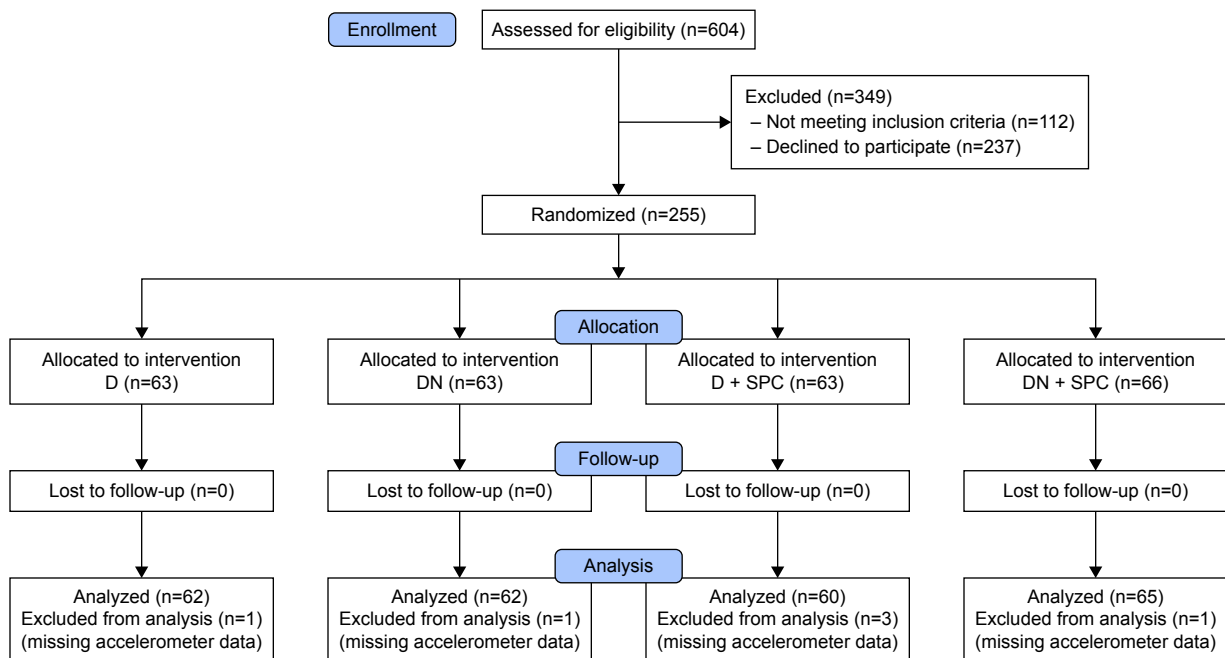 Enrollment
Assessed for eligibility (n=604)
Excluded (n=349)
– Not meeting inclusion criteria (n=112)
– Declined to participate (n=237)
Randomized (n=255)
Allocation
Allocated to intervention
D (n=63)
Allocated to intervention
DN (n=63)
Allocated to intervention
D + SPC (n=63)
Allocated to intervention
DN + SPC (n=66)
Follow-up
Lost to follow-up (n=0)
Lost to follow-up (n=0)
Lost to follow-up (n=0)
Lost to follow-up (n=0)
Analysis
Analyzed (n=62)
Excluded from analysis (n=1)
(missing accelerometer data)
Analyzed (n=62)
Excluded from analysis (n=1)
(missing accelerometer data)
Analyzed (n=60)
Excluded from analysis (n=3)
(missing accelerometer data)
Analyzed (n=65)
Excluded from analysis (n=1)
(missing accelerometer data)